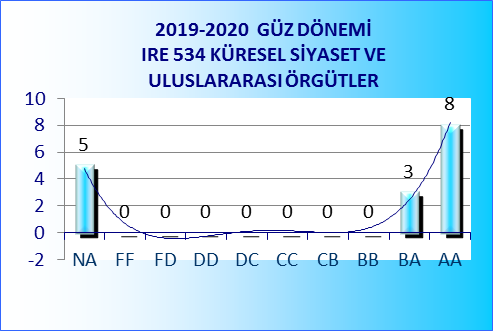 2019-2020 GÜZ DÖNEMİ
IRE 534 KÜRESEL SİYASET VE
ULUSLARARASI ÖRGÜTLER
10
8
6
4
2
0
-2
5 0 0 0 0 0 0 0 3 8
NA FF FD DD DC CC CB BB BA AA